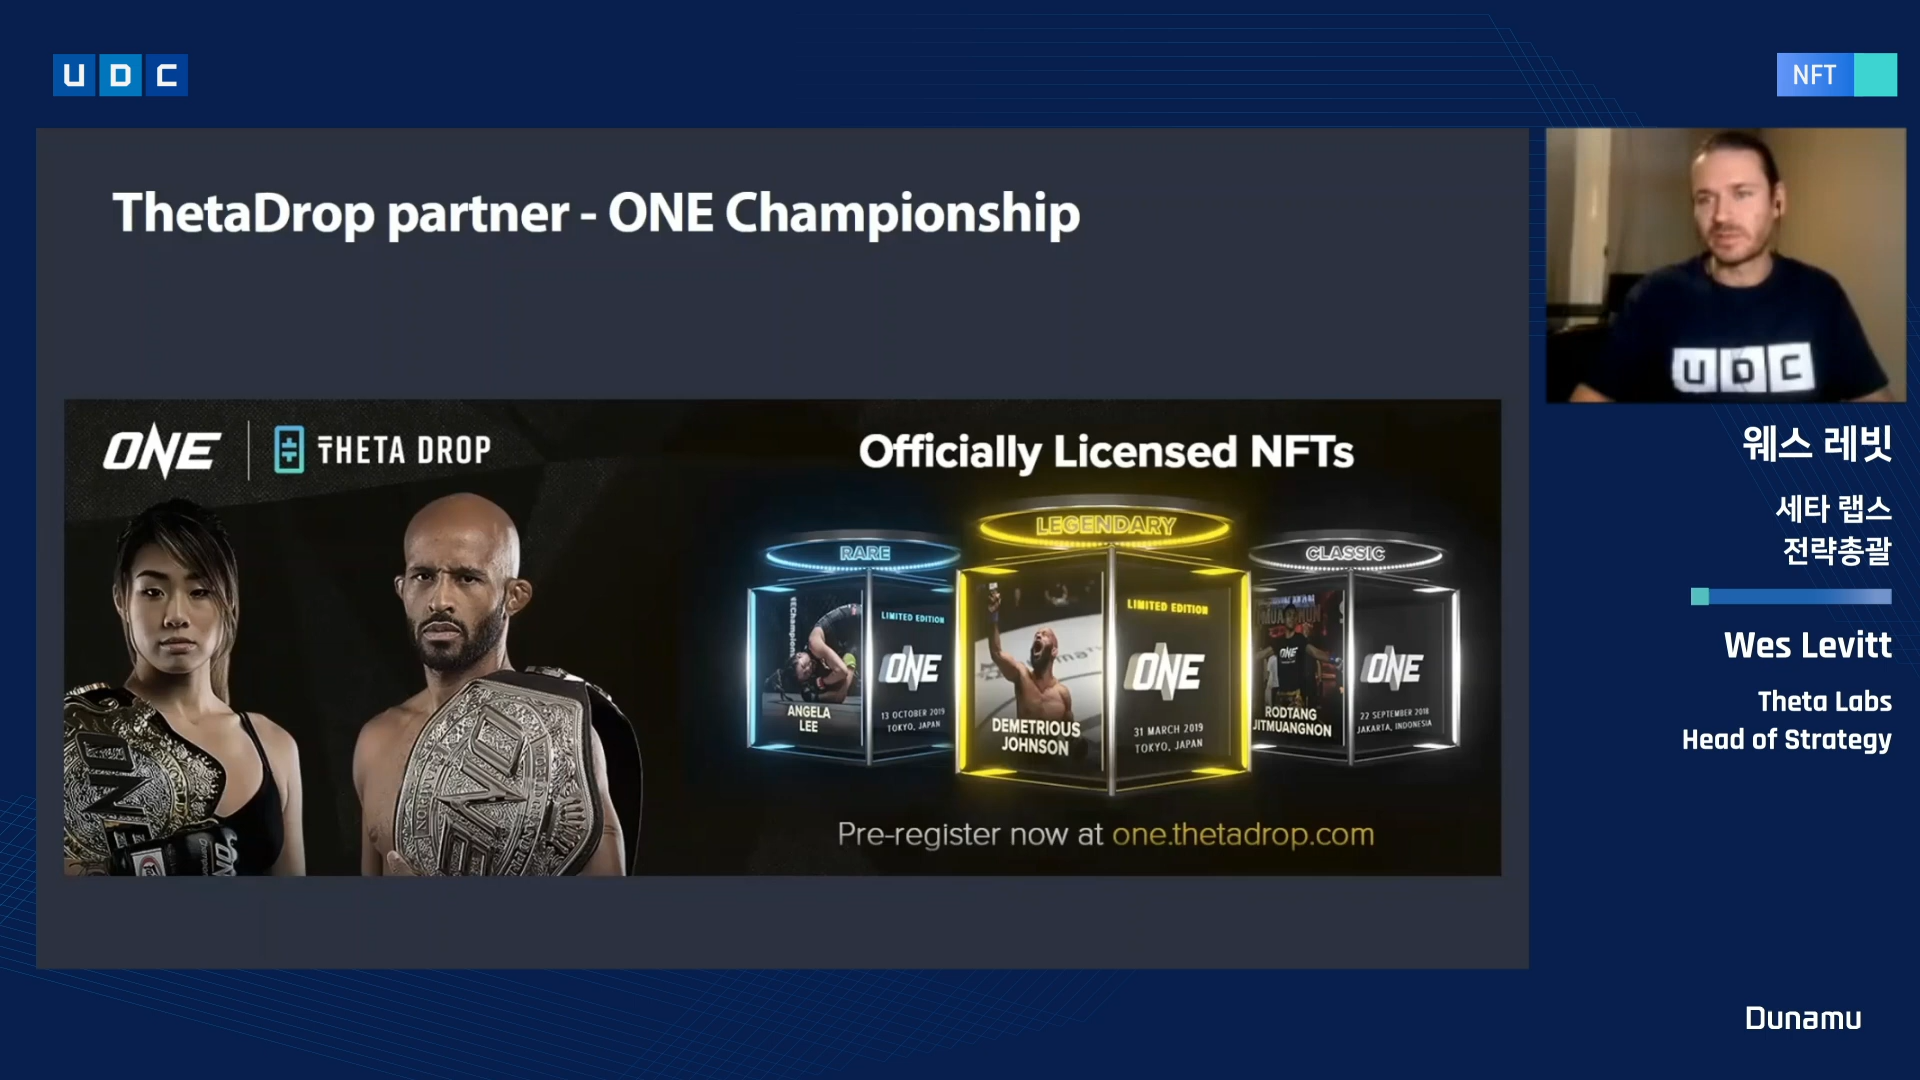 UDC
NFT
ThetaDrop partner - ONE Championship
ONE
THETA DROP
Officially Licensed NFTs
RARE
LEGENDARY
CLASSIC
ANGELA
LEE
LIMITED EDITION
ONE
13 OCTOBER 2019
TOKYO, JAPAN
DEMETRIOUS
JOHNSON
LIMITED EDITION
ONE
31 MARCH 2019
TOKYO, JAPAN
RODTANG
JITMUANGNON
ONE
22 SEPTEMBER 2018
JAKARTA, INDONESIA
Pre-register now at one.thetadrop.com
UDC
웨스 레빗
세타 랩스
전략총괄
Wes Levitt
Theta Labs
Head of Strategy
Dunamu